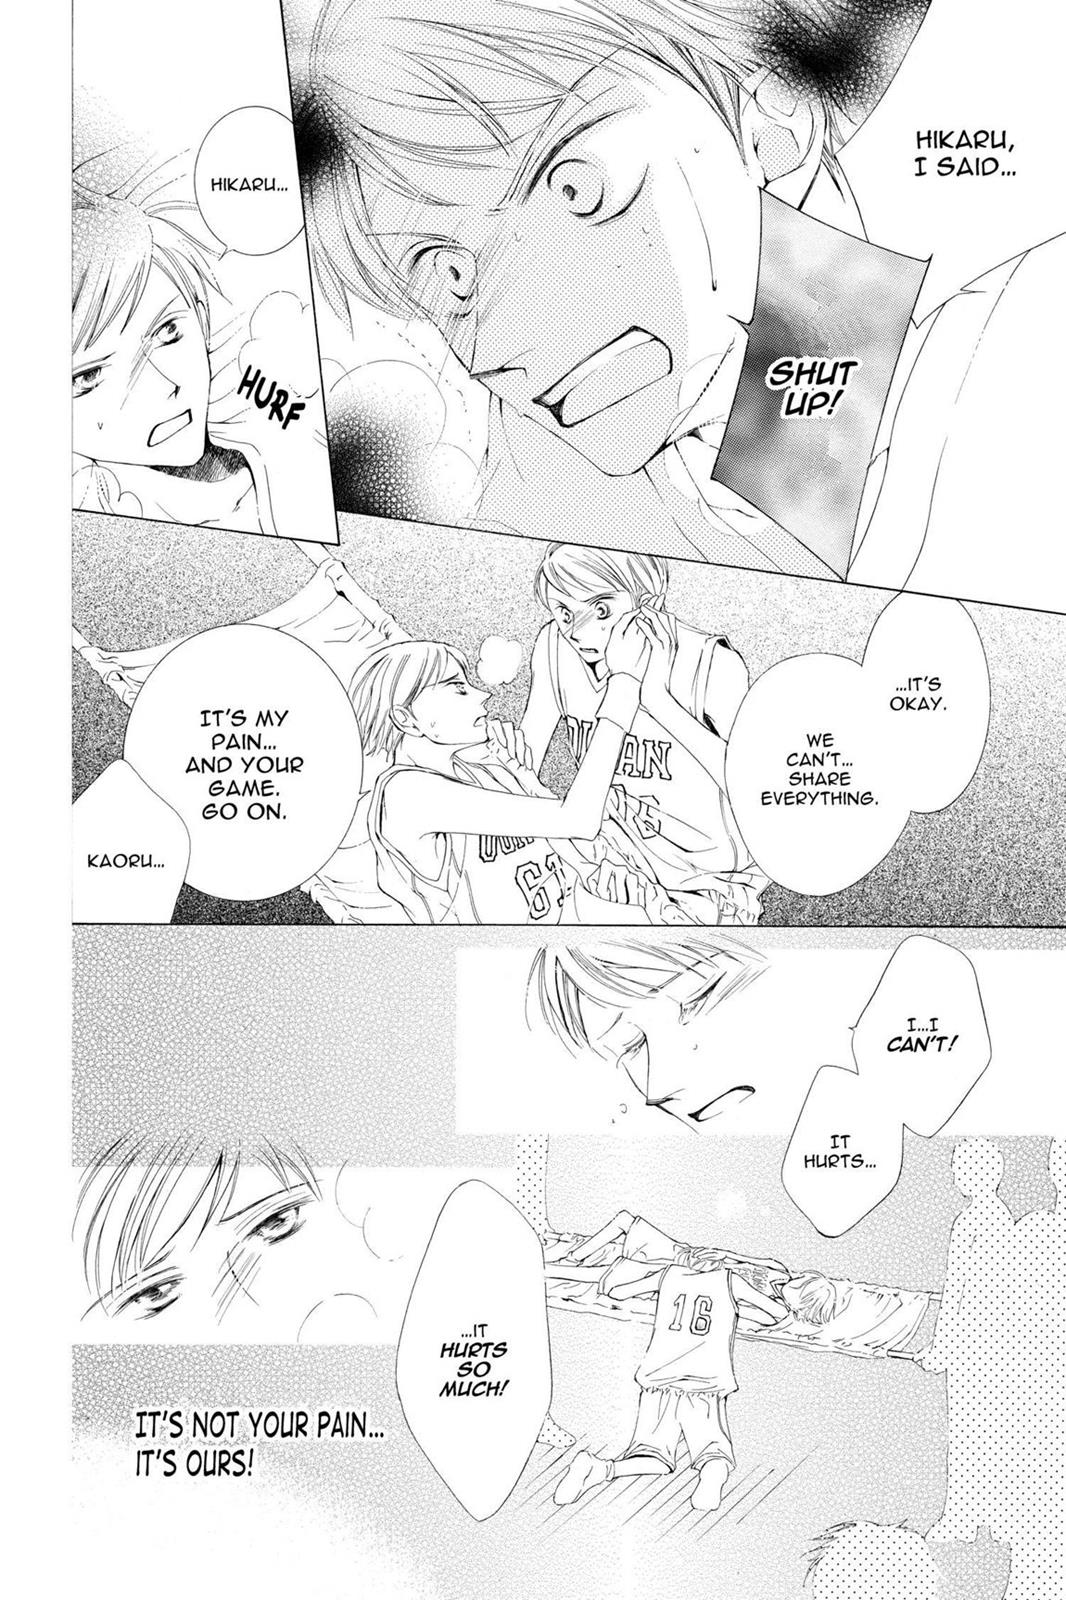 HIKARU,
I SAID...
SHUT
UP!
HIKARU...
HURF
...IT'S
OKAY.
WE
CAN'T...
SHARE
EVERYTHING.
IT'S MY
PAIN...
AND YOUR
GAME.
GO ON.
KAORU...
I...I
CAN'T!
IT
HURTS...
16
...IT
HURTS
SO
MUCH!
IT'S NOT YOUR PAIN...
IT'S OURS!